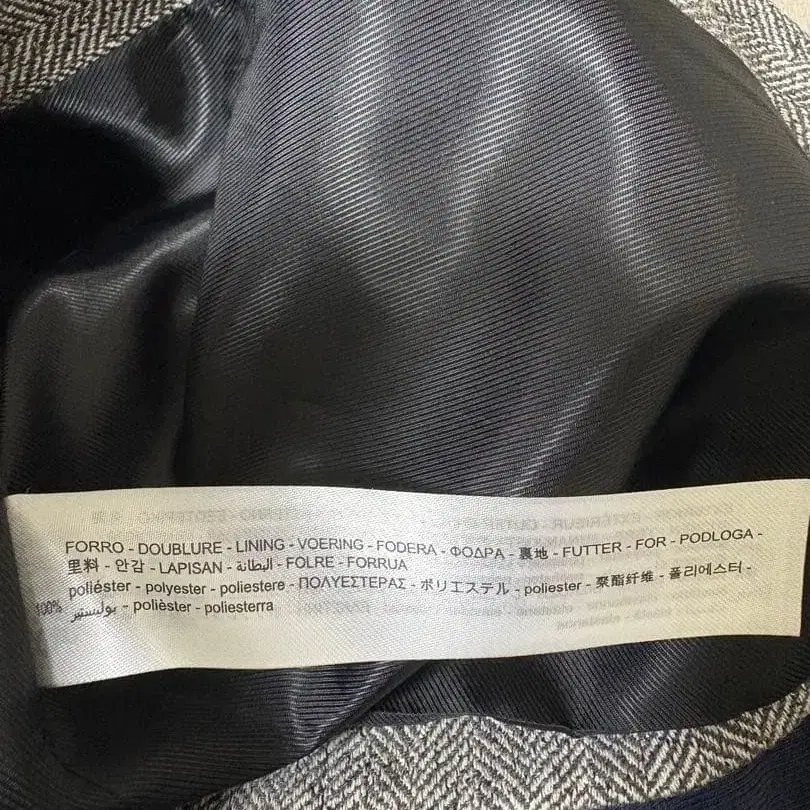 FORRO - DOUBLURE - LINING - VOERING - FODERA - ΦΟΔΡΑ - 裏地 - FUTTER - FOR - PODLOGA -
里料 - 안감 - LAPISAN - البطانة - FOLRE - FORRUA
100% poliéster - polyester - poliestere - ΠΟΛΥΕΣΤΕΡΑΣ - ポリエステル - poliester - 聚酯纤维 - 폴리에스터 -
بوليستير - polièster - poliesterra